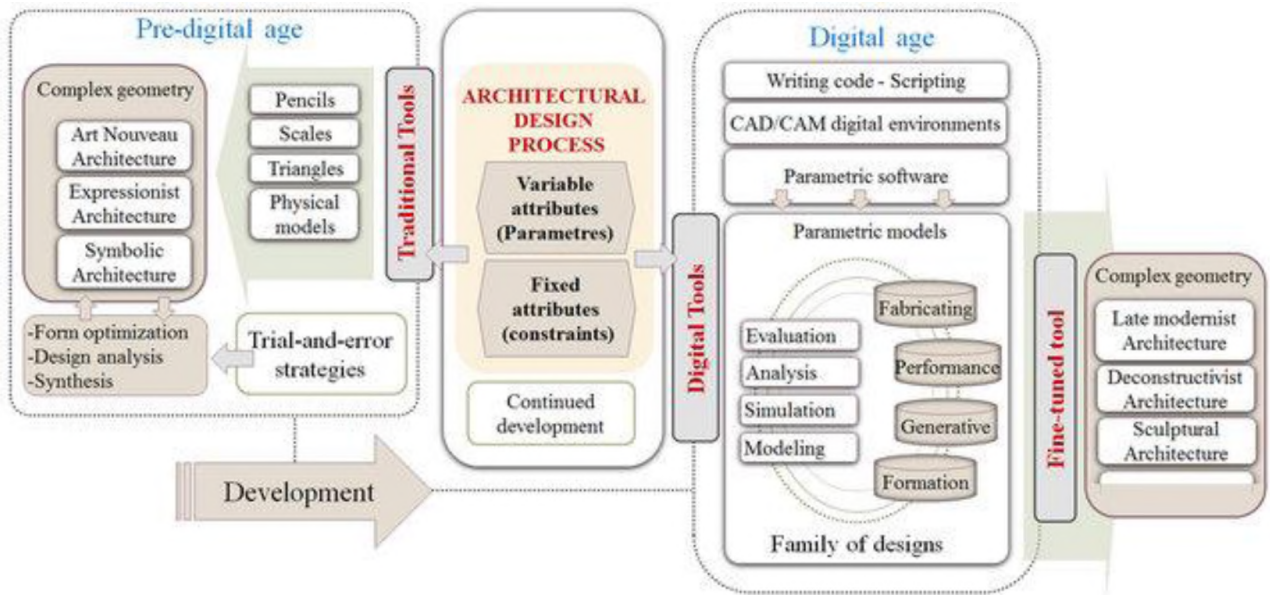 Pre-digital age
Complex geometry
Art Nouveau
Architecture
Expressionist
Architecture
Symbolic
Architecture
-Form optimization
-Design analysis
-Synthesis
Pencils
Scales
Triangles
Physical
models
Trial-and-error
strategies
Traditional Tools
ARCHITECTURAL
DESIGN
PROCESS
Variable
attributes
(Parametres)
Fixed
attributes
(constraints)
Continued
development
Development
Digital Tools
Digital age
Writing code - Scripting
CAD/CAM digital environments
Parametric software
Parametric models
Evaluation
Analysis
Simulation
Modeling
Fabricating
Performance
Generative
Formation
Family of designs
Fine-tuned tool
Complex geometry
Late modernist
Architecture
Deconstructivist
Architecture
Sculptural
Architecture